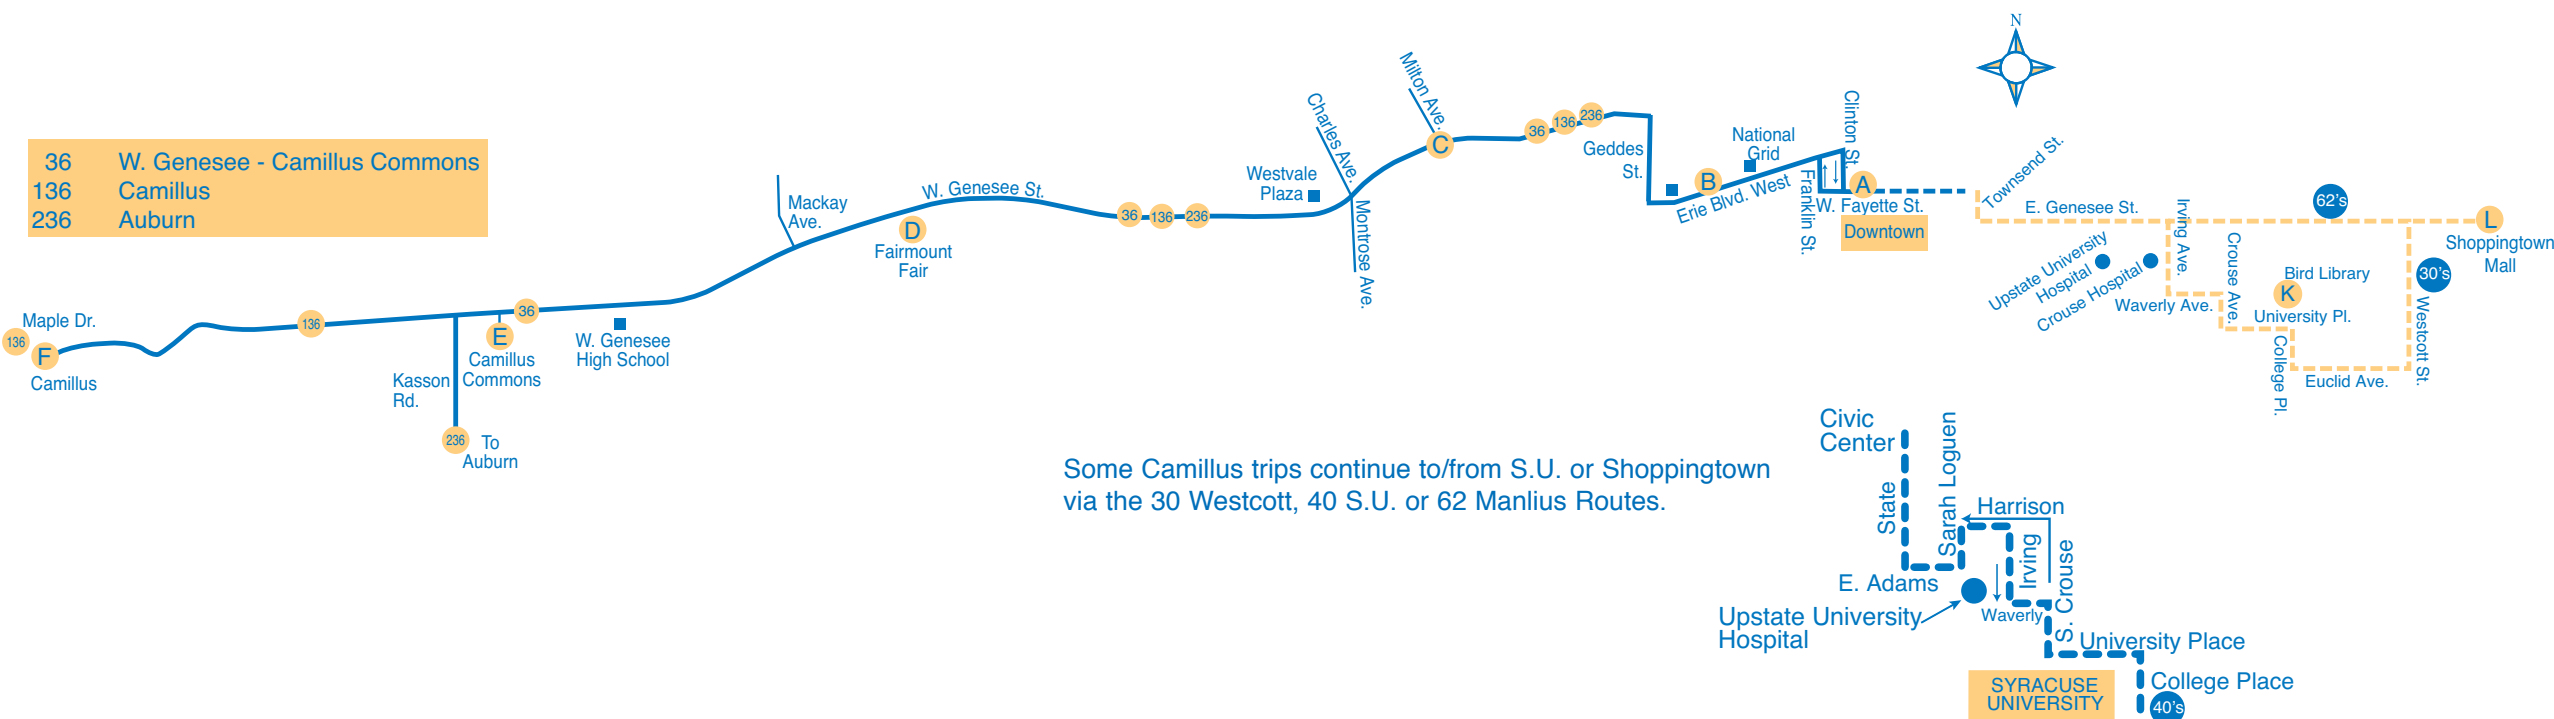 36 W. Genesee - Camillus Commons
136 Camillus
236 Auburn
Maple Dr.
136
F
Camillus
136
Kasson
Rd.
236
To
Auburn
E
Camillus
Commons
36
W. Genesee
High School
Mackay
Ave.
D
Fairmount
Fair
W. Genesee St.
36
136
236
Westvale
Plaza
Charles Ave.
Montrose Ave.
Milton Ave.
C
36
136
236
Geddes
St.
B
Erie Blvd. West
National
Grid
Franklin St.
Clinton St.
A
W. Fayette St.
Downtown
N
Townsend St.
E. Genesee St.
Upstate University
Hospital
Crouse Hospital
Irving Ave.
Waverly Ave.
Crouse Ave.
Bird Library
K
University Pl.
College Pl.
Euclid Ave.
Westcott St.
62's
30's
L
Shoppingtown
Mall
Some Camillus trips continue to/from S.U. or Shoppingtown
via the 30 Westcott, 40 S.U. or 62 Manlius Routes.
Civic
Center
State
Sarah Loguen
Harrison
Irving
S. Crouse
E. Adams
Upstate University
Hospital
Waverly
University Place
College Place
SYRACUSE
UNIVERSITY
40's